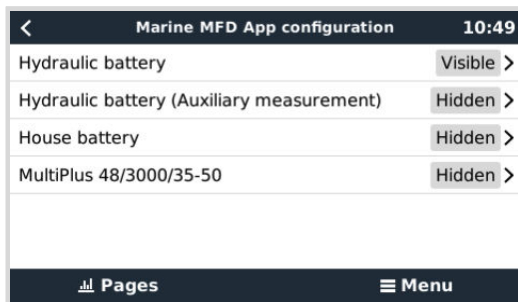 Marine MFD App configuration 10:49
Hydraulic battery Visible
Hydraulic battery (Auxiliary measurement) Hidden
House battery Hidden
MultiPlus 48/3000/35-50 Hidden
Pages Menu